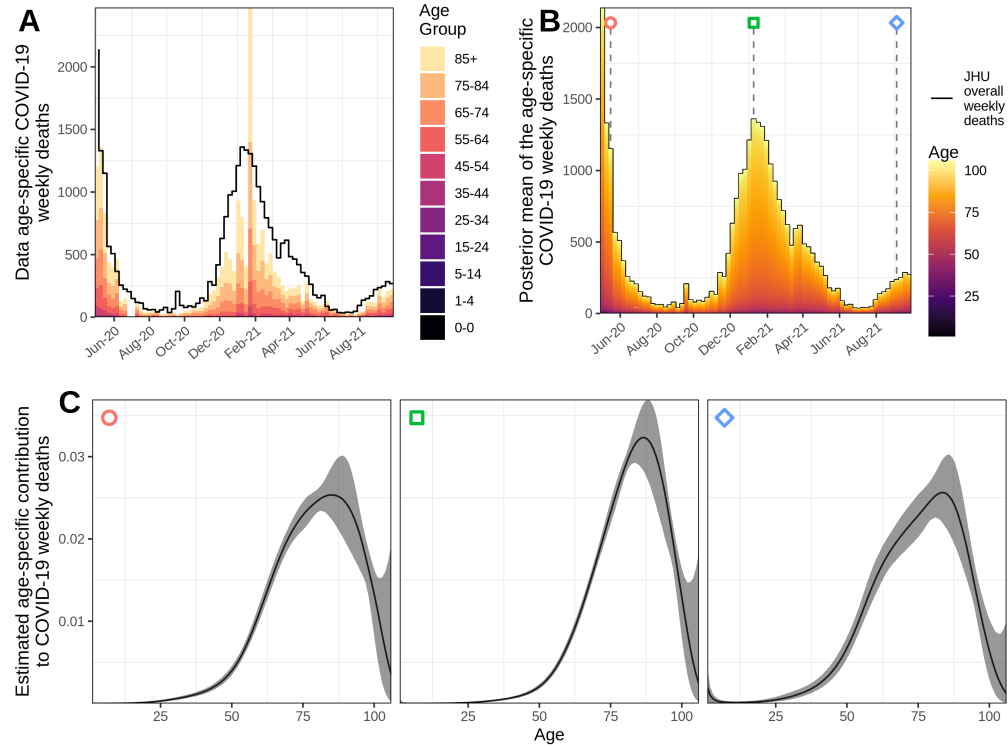 A
Data age-specific COVID-19
weekly deaths
2000
1500
1000
500
0
Jun-20
Aug-20
Oct-20
Dec-20
Feb-21
Apr-21
Jun-21
Aug-21
Age
Group
85+
75-84
65-74
55-64
45-54
35-44
25-34
15-24
5-14
1-4
0-0
B
Posterior mean of the age-specific
COVID-19 weekly deaths
2000
1500
1000
500
0
Jun-20
Aug-20
Oct-20
Dec-20
Feb-21
Apr-21
Jun-21
Aug-21
JHU
overall
weekly
deaths
Age
100
75
50
25
C
Estimated age-specific contribution
to COVID-19 weekly deaths
0.03
0.02
0.01
25
50
75
100
25
50
75
100
25
50
75
100
Age